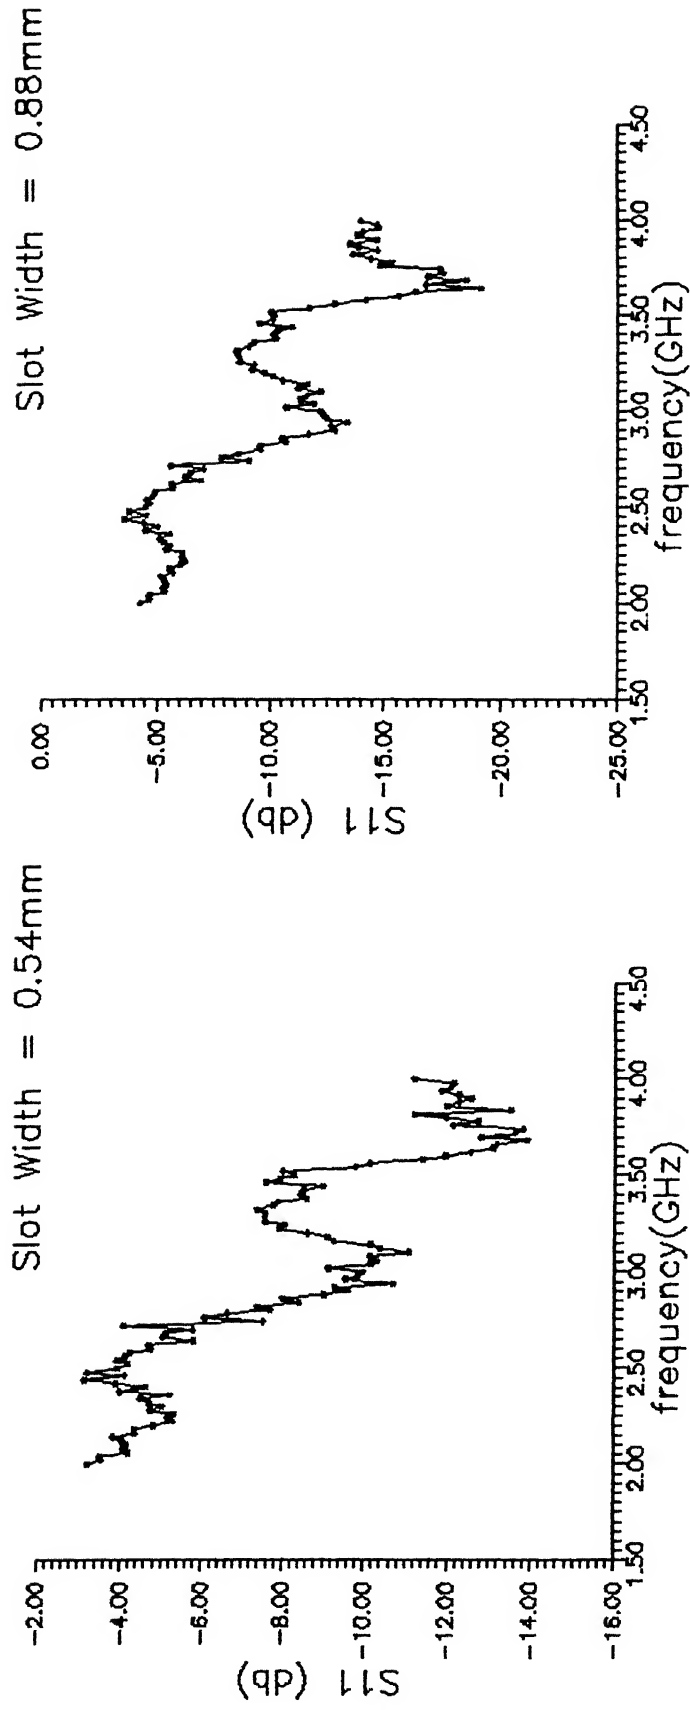 Slot Width = 0.54mm
-2.00
-4.00
-6.00
-8.00
-10.00
-12.00
-14.00
-16.00
S11 (db)
1.50 2.00 2.50 3.00 3.50 4.00 4.50
frequency(GHz)
Slot Width = 0.88mm
0.00
-5.00
-10.00
-15.00
-20.00
-25.00
S11 (db)
1.50 2.00 2.50 3.00 3.50 4.00 4.50
frequency(GHz)